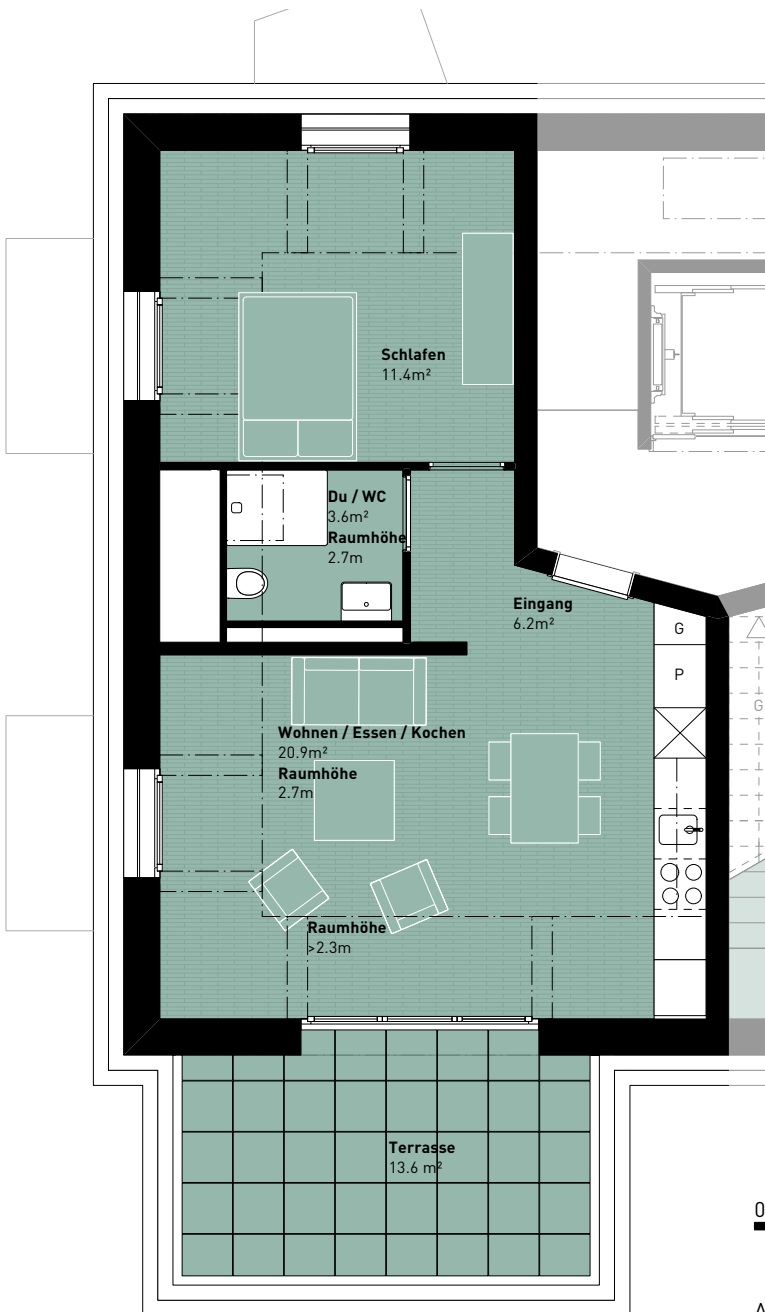 Schlafen
11.4m²
Du / WC
3.6m²
Raumhöhe
2.7m
Eingang
6.2m²
G
P
G
Wohnen / Essen / Kochen
20.9m²
Raumhöhe
2.7m
Raumhöhe
>2.3m
Terrasse
13.6 m²
0